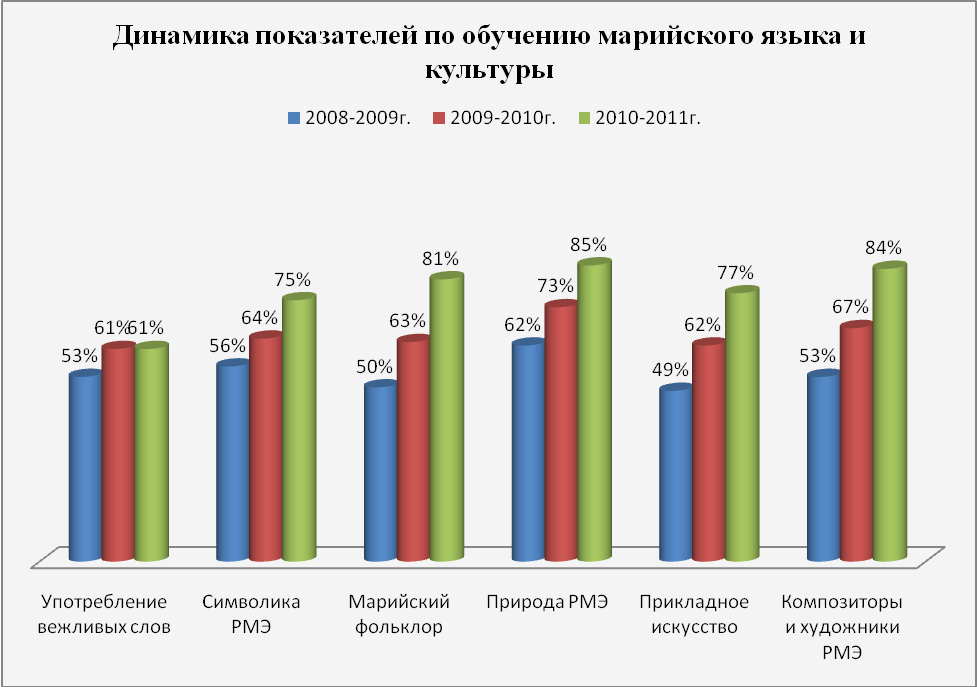 Динамика показателей по обучению марийского языка и
культуры
2008-2009г. 2009-2010г. 2010-2011г.
53% 61% 61% 56% 64% 75% 50% 63% 81% 62% 73% 85% 49% 62% 77% 53% 67% 84%
Употребление вежливых слов
Символика РМЭ
Марийский фольклор
Природа РМЭ
Прикладное искусство
Композиторы и художники РМЭ